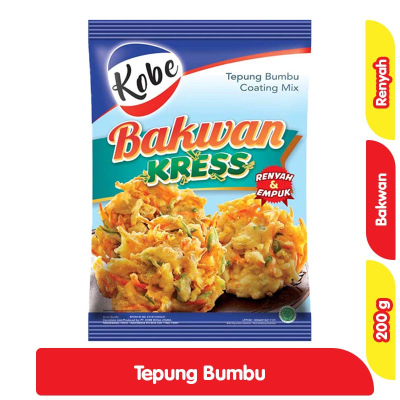 Kobe
Tepung Bumbu
Coating Mix
Bakwan
KRESS
RENYAH
&
EMPUK
Renyah
Bakwan
200 g
Tepung Bumbu